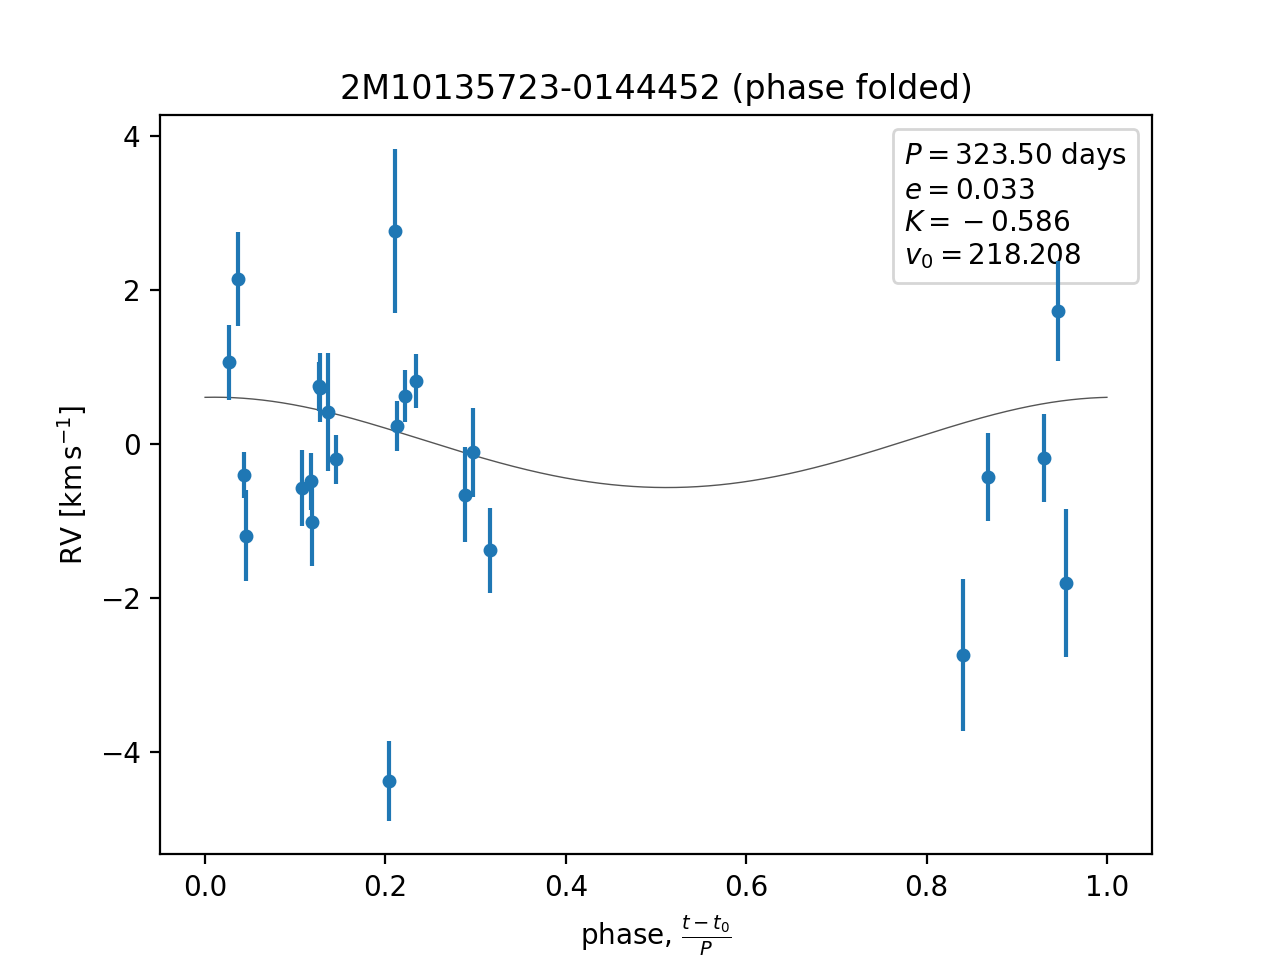 2M10135723-0144452 (phase folded)
P = 323.50 days
e = 0.033
K = −0.586
v₀ = 218.208
4
2
0
−2
−4
RV [km s⁻¹]
0.0 0.2 0.4 0.6 0.8 1.0
phase, (t − t₀)/P